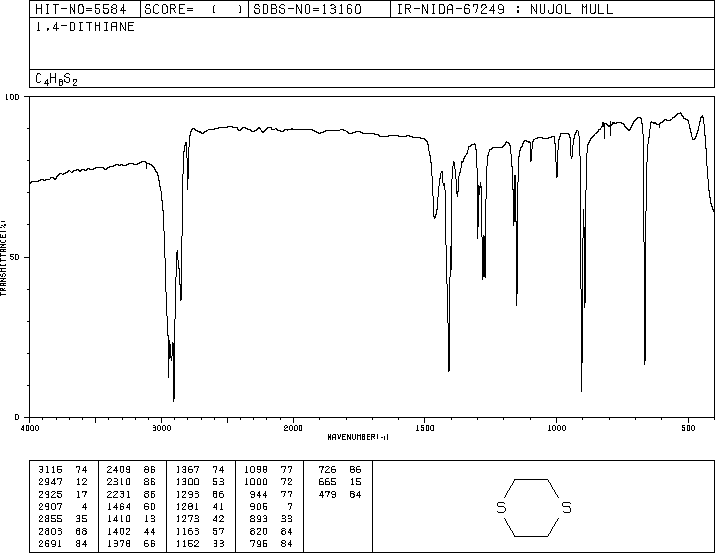 HIT-NO=5584 SCORE= ( ) SDBS-NO=13160 IR-NIDA-67249 : NUJOL MULL
1,4-DITHIANE
C4H8S2
100
50
0
TRANSMITTANCE(%)
4000 3000 2000 1500 1000 500
WAVENUMBER(-1)
3115 74 2409 86 1367 74 1098 77 726 86
2947 12 2310 86 1300 53 1000 72 665 15
2925 17 2231 86 1293 66 944 77 479 84
2907 4 1464 60 1281 41 905 7
2855 35 1410 13 1273 42 893 33
2803 86 1402 44 1163 57 820 84
2691 84 1378 66 1152 33 796 84
S
S